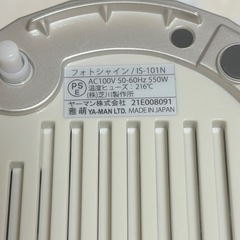 フォトシャイン/IS-101N
PS
E
AC100V 50-60Hz 550W
温度ヒューズ：216℃
(株)芝川製作所
ヤーマン株式会社 21E008091
YA-MAN LTD. MADE IN JAPAN